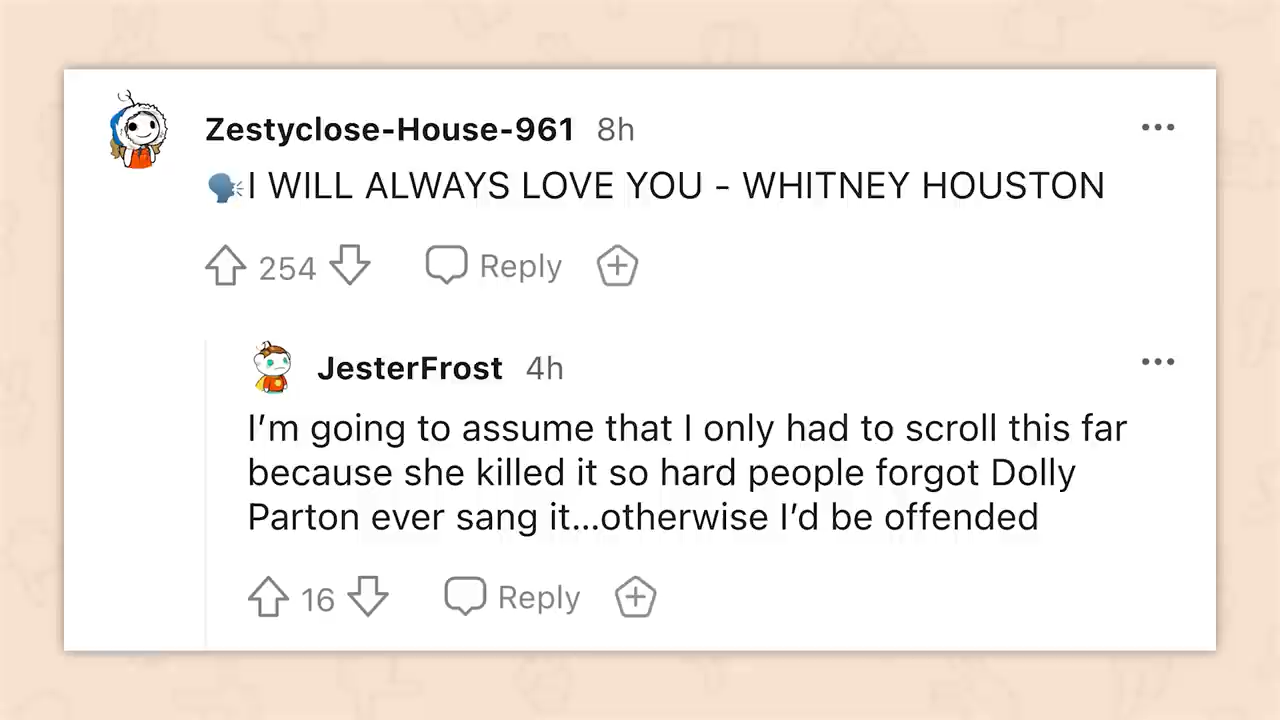 Zestyclose-House-961 8h
🗣I WILL ALWAYS LOVE YOU - WHITNEY HOUSTON
254 Reply
JesterFrost 4h
I’m going to assume that I only had to scroll this far
because she killed it so hard people forgot Dolly
Parton ever sang it...otherwise I’d be offended
16 Reply